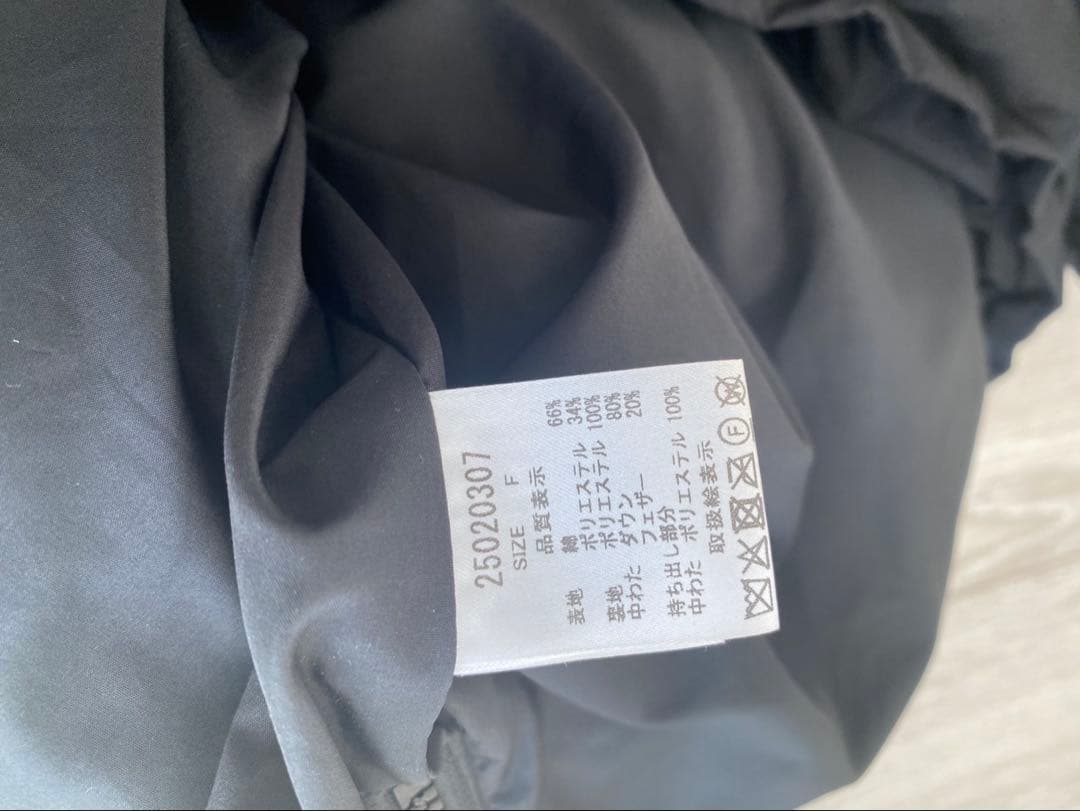 25020307
SIZE F
品質表示
表地 綿 66%
ポリエステル 34%
裏地 ポリエステル 100%
中わた ダウン 80%
フェザー 20%
持ち出し部分
中わた ポリエステル 100%
取扱絵表示
F